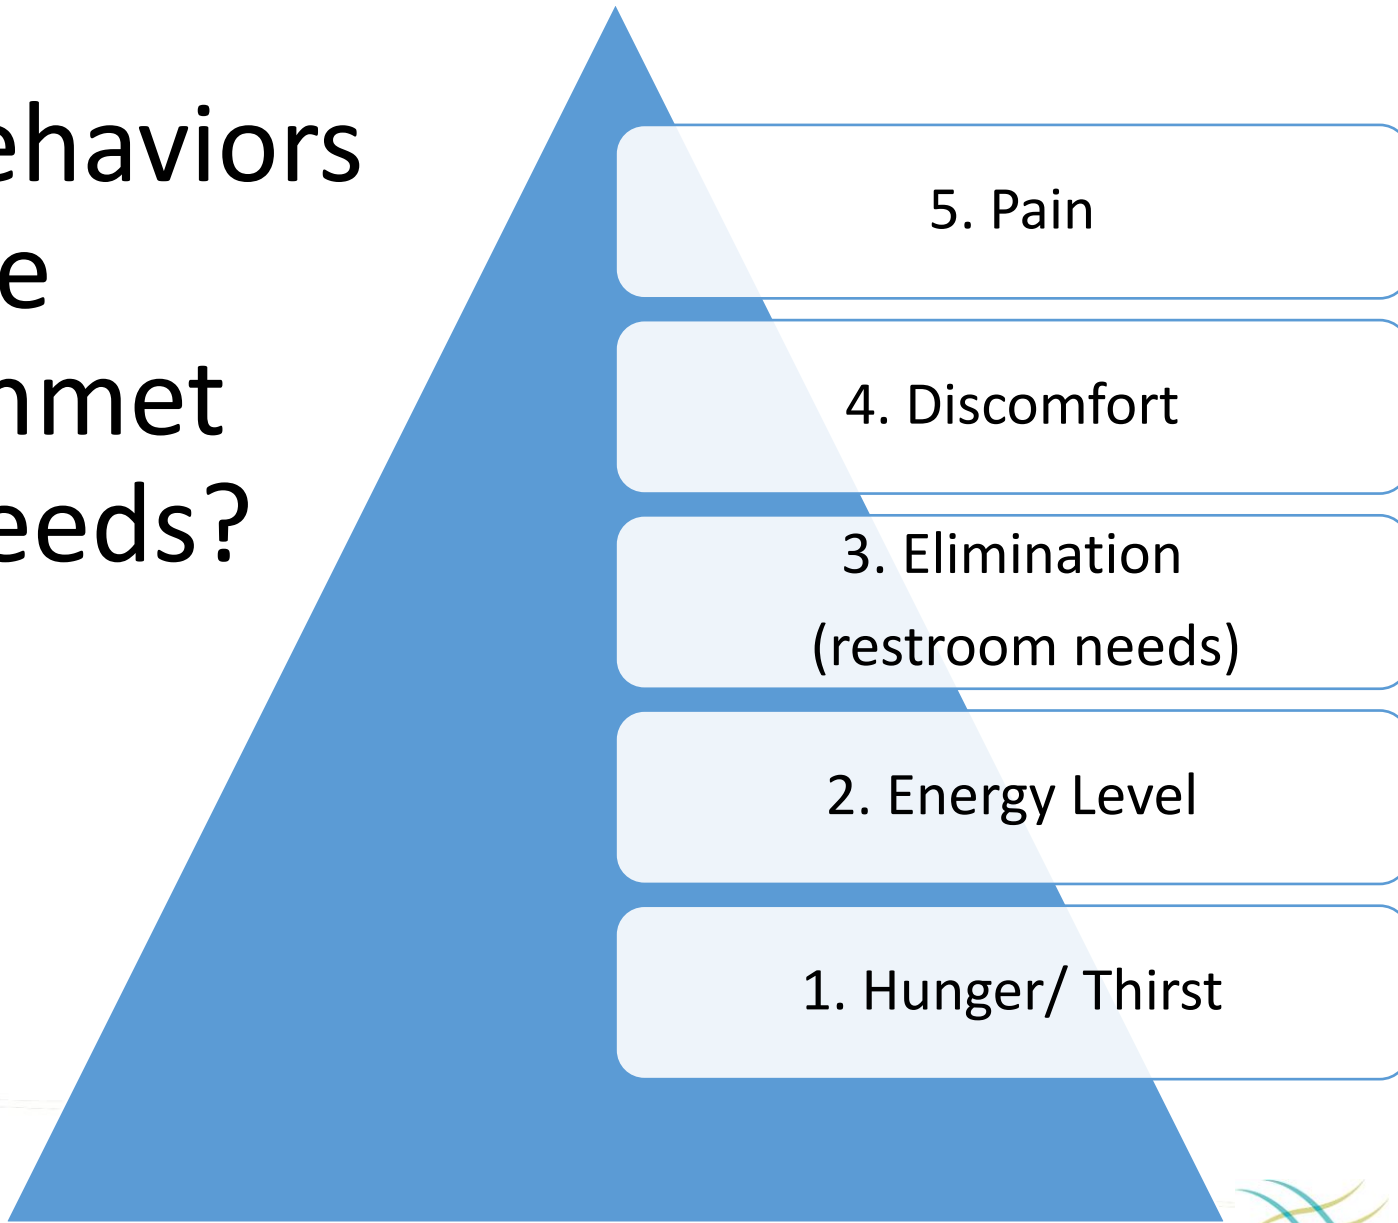 ehaviors
e
nmet
eeds?
5. Pain
4. Discomfort
3. Elimination
(restroom needs)
2. Energy Level
1. Hunger/ Thirst